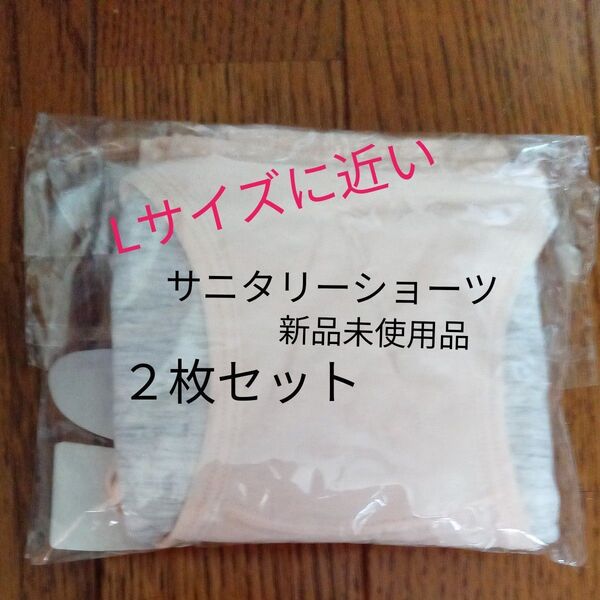 Lサイズに近い
サニタリーショーツ
新品未使用品
２枚セット